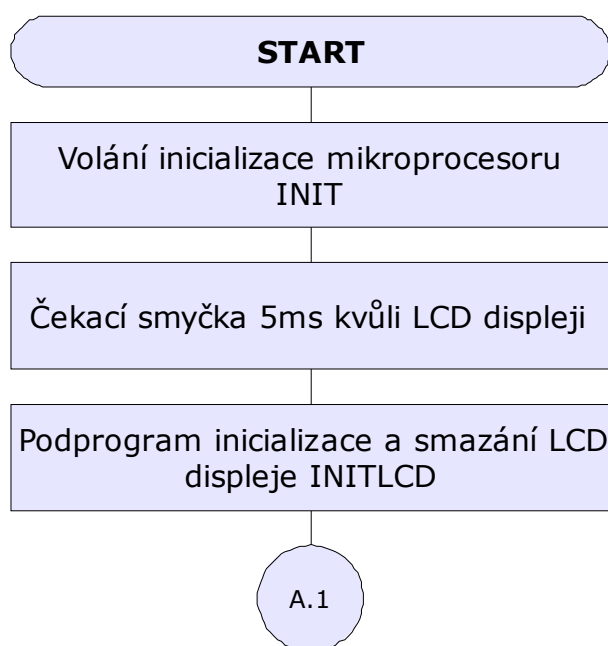 START
Volání inicializace mikroprocesoru
INIT
Čekací smyčka 5ms kvůli LCD displeji
Podprogram inicializace a smazání LCD
displeje INITLCD
A.1